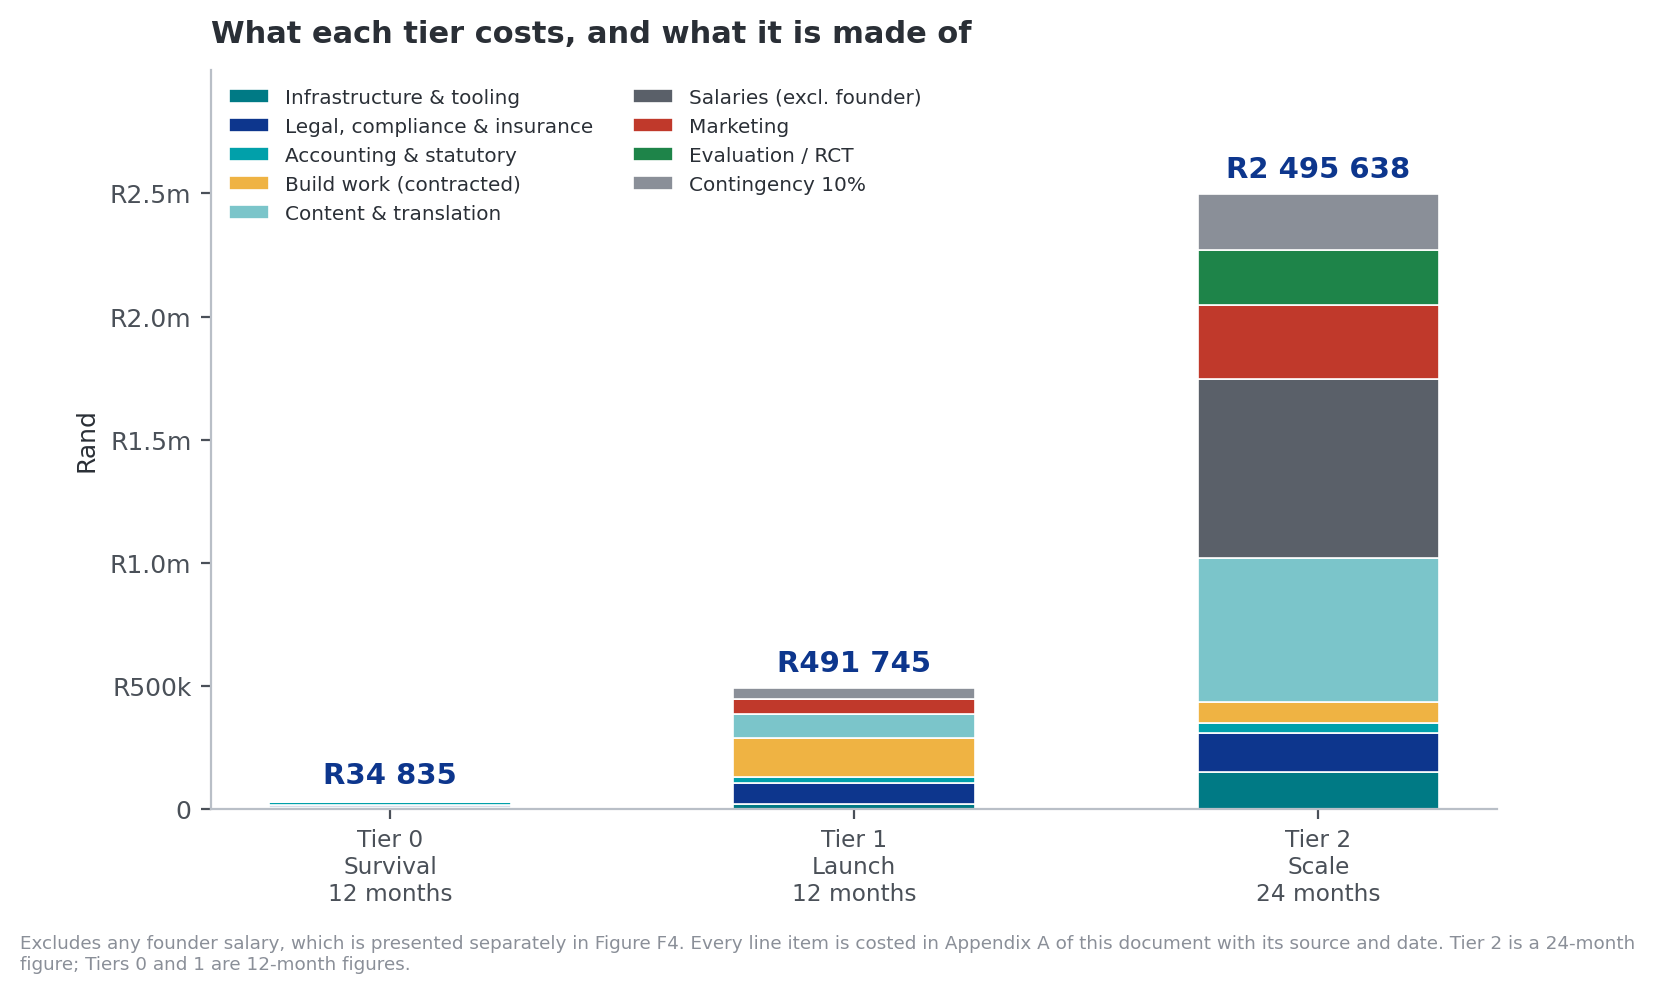 What each tier costs, and what it is made of
Infrastructure & tooling
Legal, compliance & insurance
Accounting & statutory
Build work (contracted)
Content & translation
Salaries (excl. founder)
Marketing
Evaluation / RCT
Contingency 10%
Rand
R2.5m
R2.0m
R1.5m
R1.0m
R500k
0
R34 835
R491 745
R2 495 638
Tier 0
Survival
12 months
Tier 1
Launch
12 months
Tier 2
Scale
24 months
Excludes any founder salary, which is presented separately in Figure F4. Every line item is costed in Appendix A of this document with its source and date. Tier 2 is a 24-month
figure; Tiers 0 and 1 are 12-month figures.